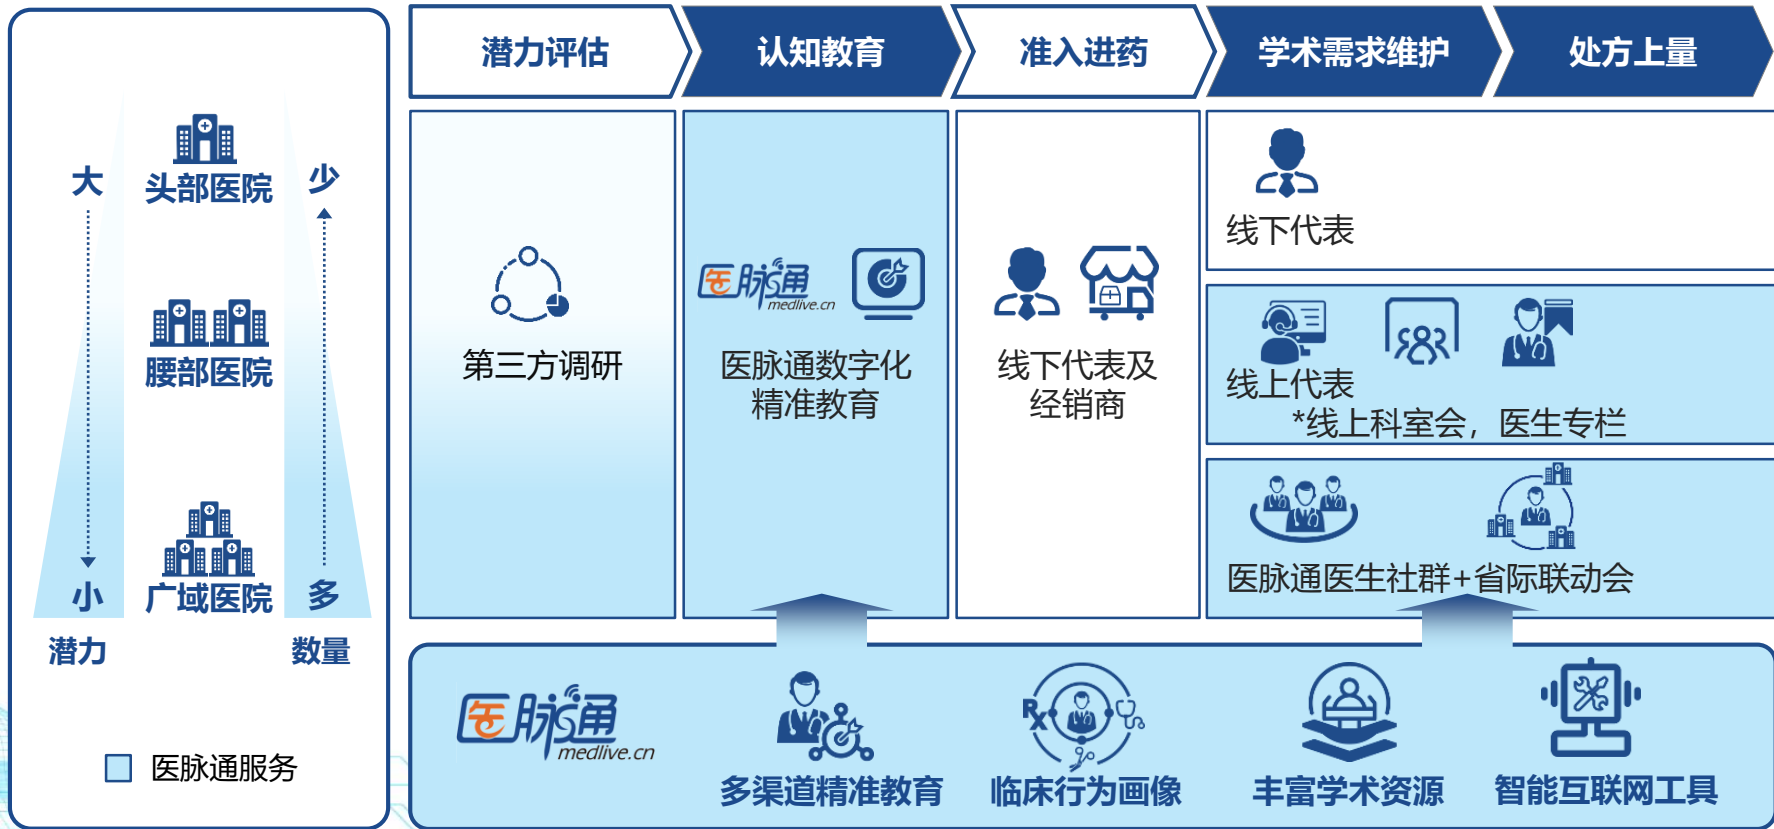 潜力评估
认知教育
准入进药
学术需求维护
处方上量
大
头部医院
少
腰部医院
小
广域医院
多
潜力
数量
医脉通服务
第三方调研
医脉通
medlive.cn
医脉通数字化
精准教育
线下代表及
经销商
线下代表
线上代表
*线上科室会，医生专栏
医脉通医生社群+省际联动会
医脉通
medlive.cn
多渠道精准教育
Rx
临床行为画像
丰富学术资源
智能互联网工具